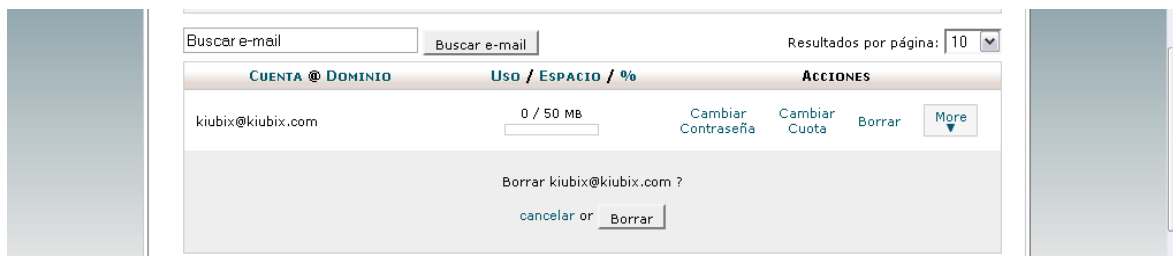 Buscar e-mail Buscar e-mail Resultados por página: 10
CUENTA @ DOMINIO USO / ESPACIO / % ACCIONES
kiubix@kiubix.com 0 / 50 MB Cambiar Contraseña Cambiar Cuota Borrar More ▼
Borrar kiubix@kiubix.com ?
cancelar or Borrar